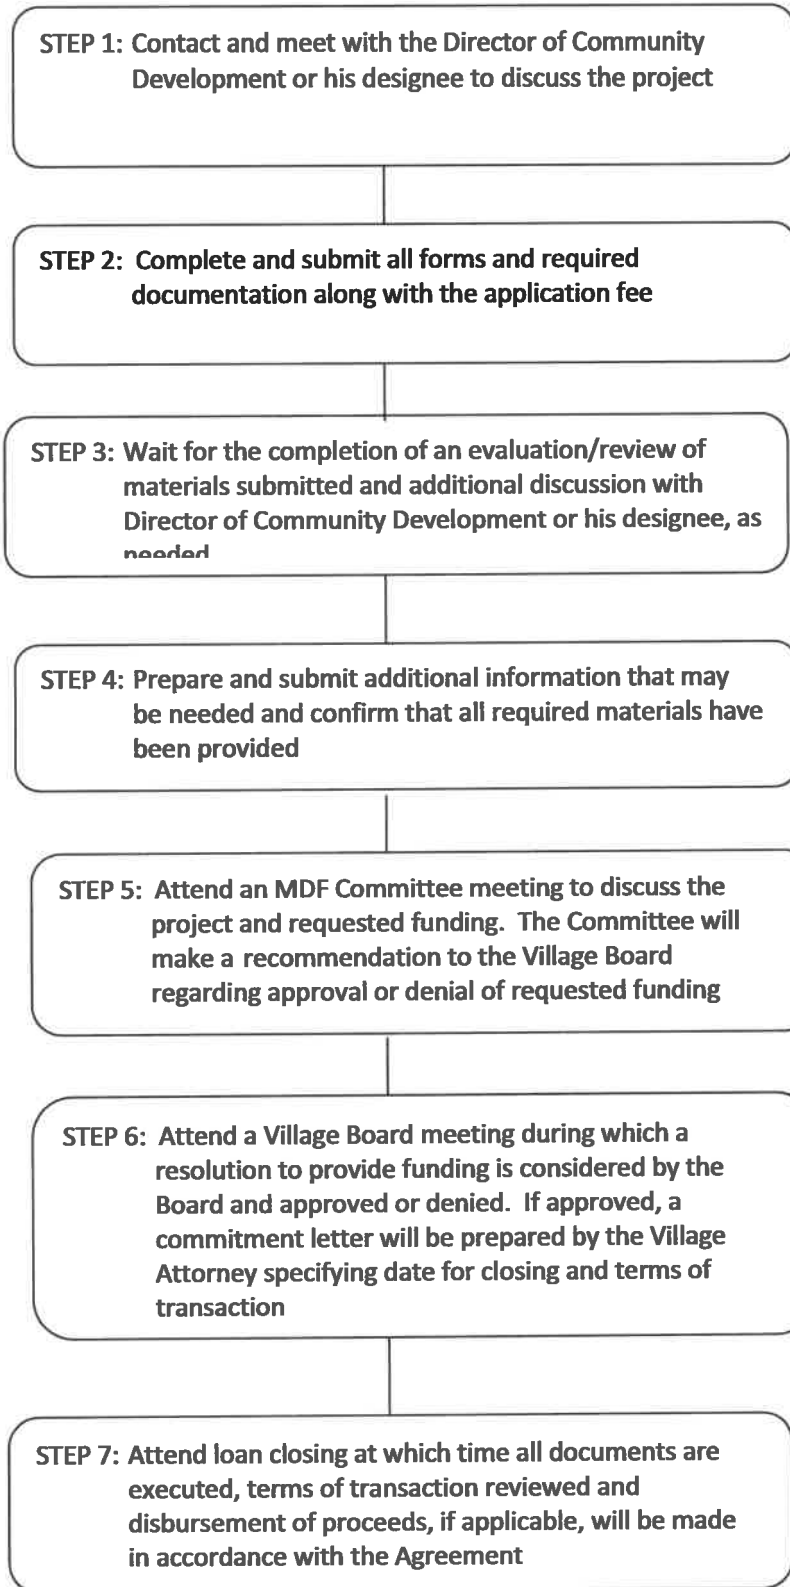 STEP 1: Contact and meet with the Director of Community
Development or his designee to discuss the project
STEP 2: Complete and submit all forms and required
documentation along with the application fee
STEP 3: Wait for the completion of an evaluation/review of
materials submitted and additional discussion with
Director of Community Development or his designee, as
needed
STEP 4: Prepare and submit additional information that may
be needed and confirm that all required materials have
been provided
STEP 5: Attend an MDF Committee meeting to discuss the
project and requested funding. The Committee will
make a recommendation to the Village Board
regarding approval or denial of requested funding
STEP 6: Attend a Village Board meeting during which a
resolution to provide funding is considered by the
Board and approved or denied. If approved, a
commitment letter will be prepared by the Village
Attorney specifying date for closing and terms of
transaction
STEP 7: Attend loan closing at which time all documents are
executed, terms of transaction reviewed and
disbursement of proceeds, if applicable, will be made
in accordance with the Agreement